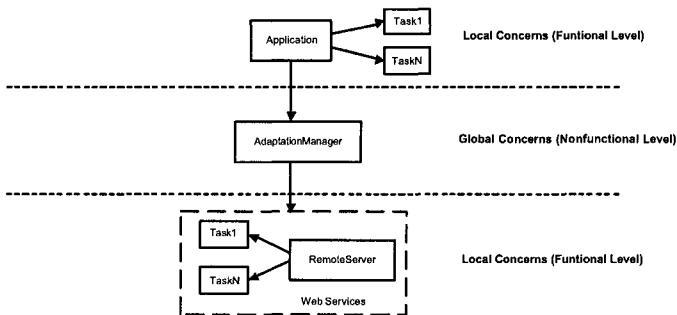 Task1
Application
Local Concerns (Funtional Level)
TaskN
AdaptationManager
Global Concerns (Nonfunctional Level)
Task1
RemoteServer
Local Concerns (Funtional Level)
TaskN
Web Services